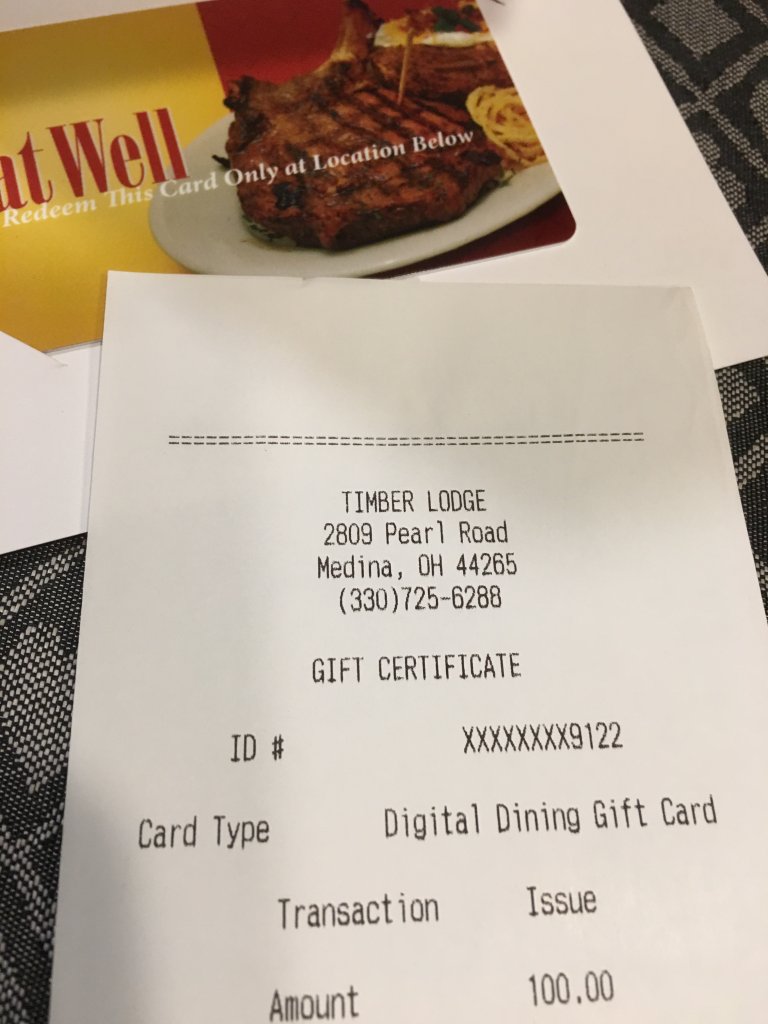 at Well
Redeem This Card Only at Location Below
================================================
TIMBER LODGE
2809 Pearl Road
Medina, OH 44265
(330)725-6288
GIFT CERTIFICATE
ID # XXXXXXXX9122
Card Type Digital Dining Gift Card
Transaction Issue
Amount 100.00